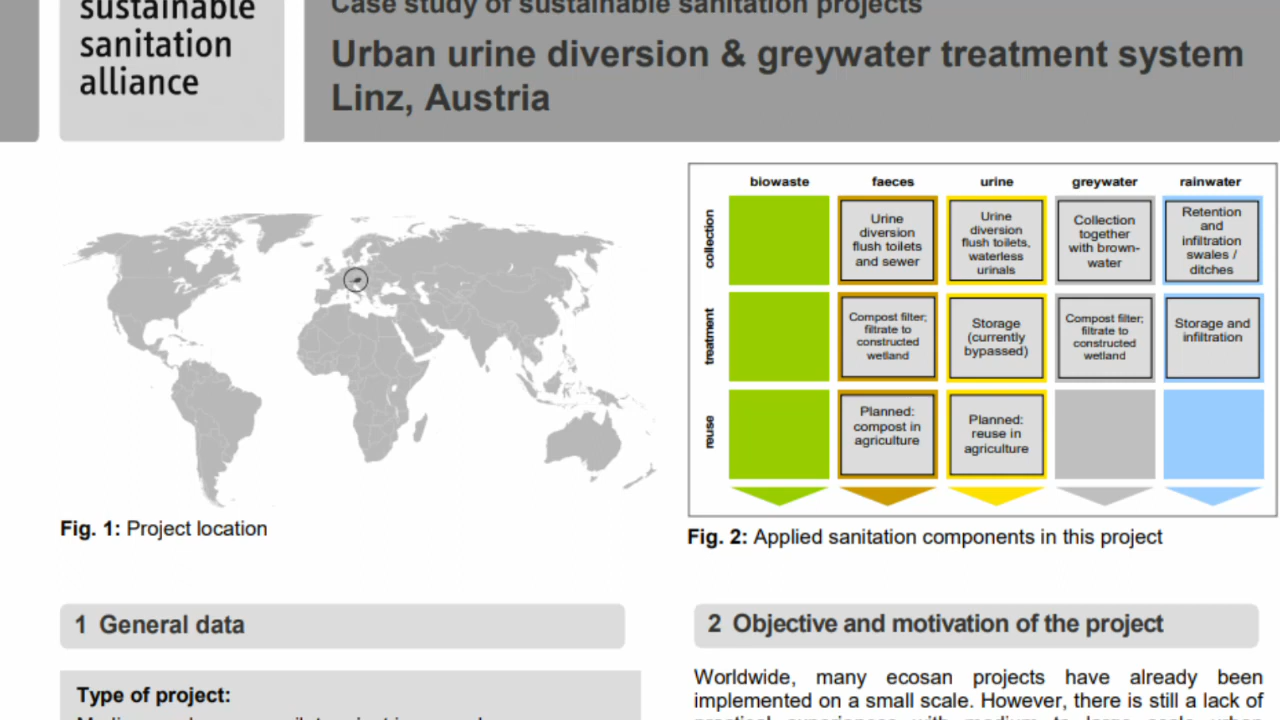 sustainable
sanitation
alliance
Case study of sustainable sanitation projects
Urban urine diversion & greywater treatment system
Linz, Austria
biowaste faeces urine greywater rainwater
collection
Urine
diversion
flush toilets
and sewer
Urine
diversion
flush toilets,
waterless
urinals
Collection
together
with brown-
water
Retention
and
infiltration
swales /
ditches
treatment
Compost filter;
filtrate to
constructed
wetland
Storage
(currently
bypassed)
Compost filter;
filtrate to
constructed
wetland
Storage and
infiltration
reuse
Planned:
compost in
agriculture
Planned:
reuse in
agriculture
Fig. 1: Project location
Fig. 2: Applied sanitation components in this project
1 General data
Type of project:
2 Objective and motivation of the project
Worldwide, many ecosan projects have already been
implemented on a small scale. However, there is still a lack of